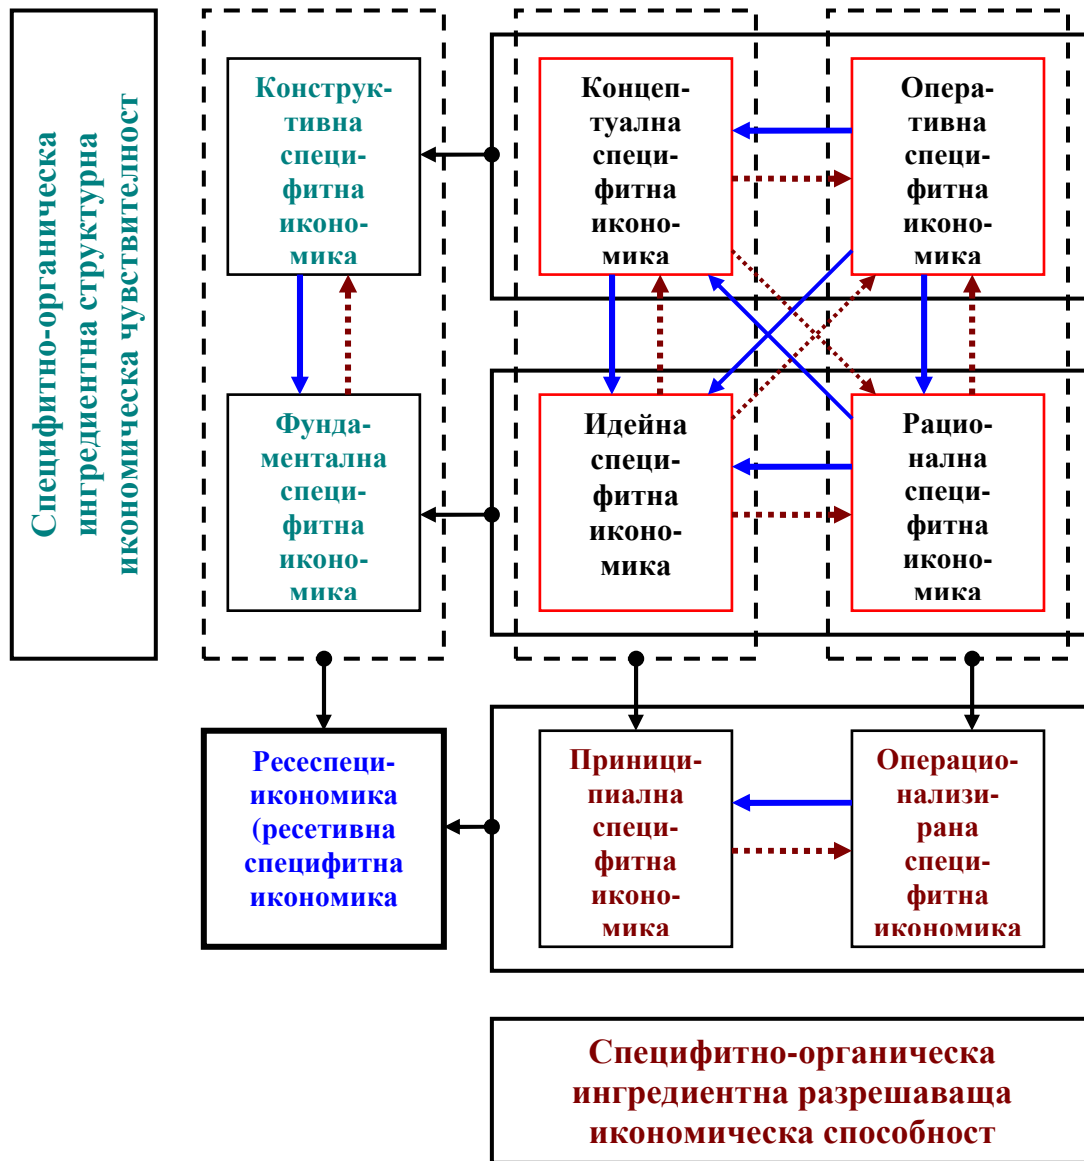 Специфитно-органическа
ингредиентна структурна
икономическа чувствителност
Конструк-
тивна
специ-
фитна
иконо-
мика
Концеп-
туална
специ-
фитна
иконо-
мика
Опера-
тивна
специ-
фитна
иконо-
мика
Фунда-
ментална
специ-
фитна
иконо-
мика
Идейна
специ-
фитна
иконо-
мика
Рацио-
нална
специ-
фитна
иконо-
мика
Ресеспеци-
икономика
(ресетивна
специфитна
икономика
Приници-
пиална
специ-
фитна
иконо-
мика
Операцио-
нализи-
рана
специ-
фитна
икономика
Специфитно-органическа
ингредиентна разрешаваща
икономическа способност